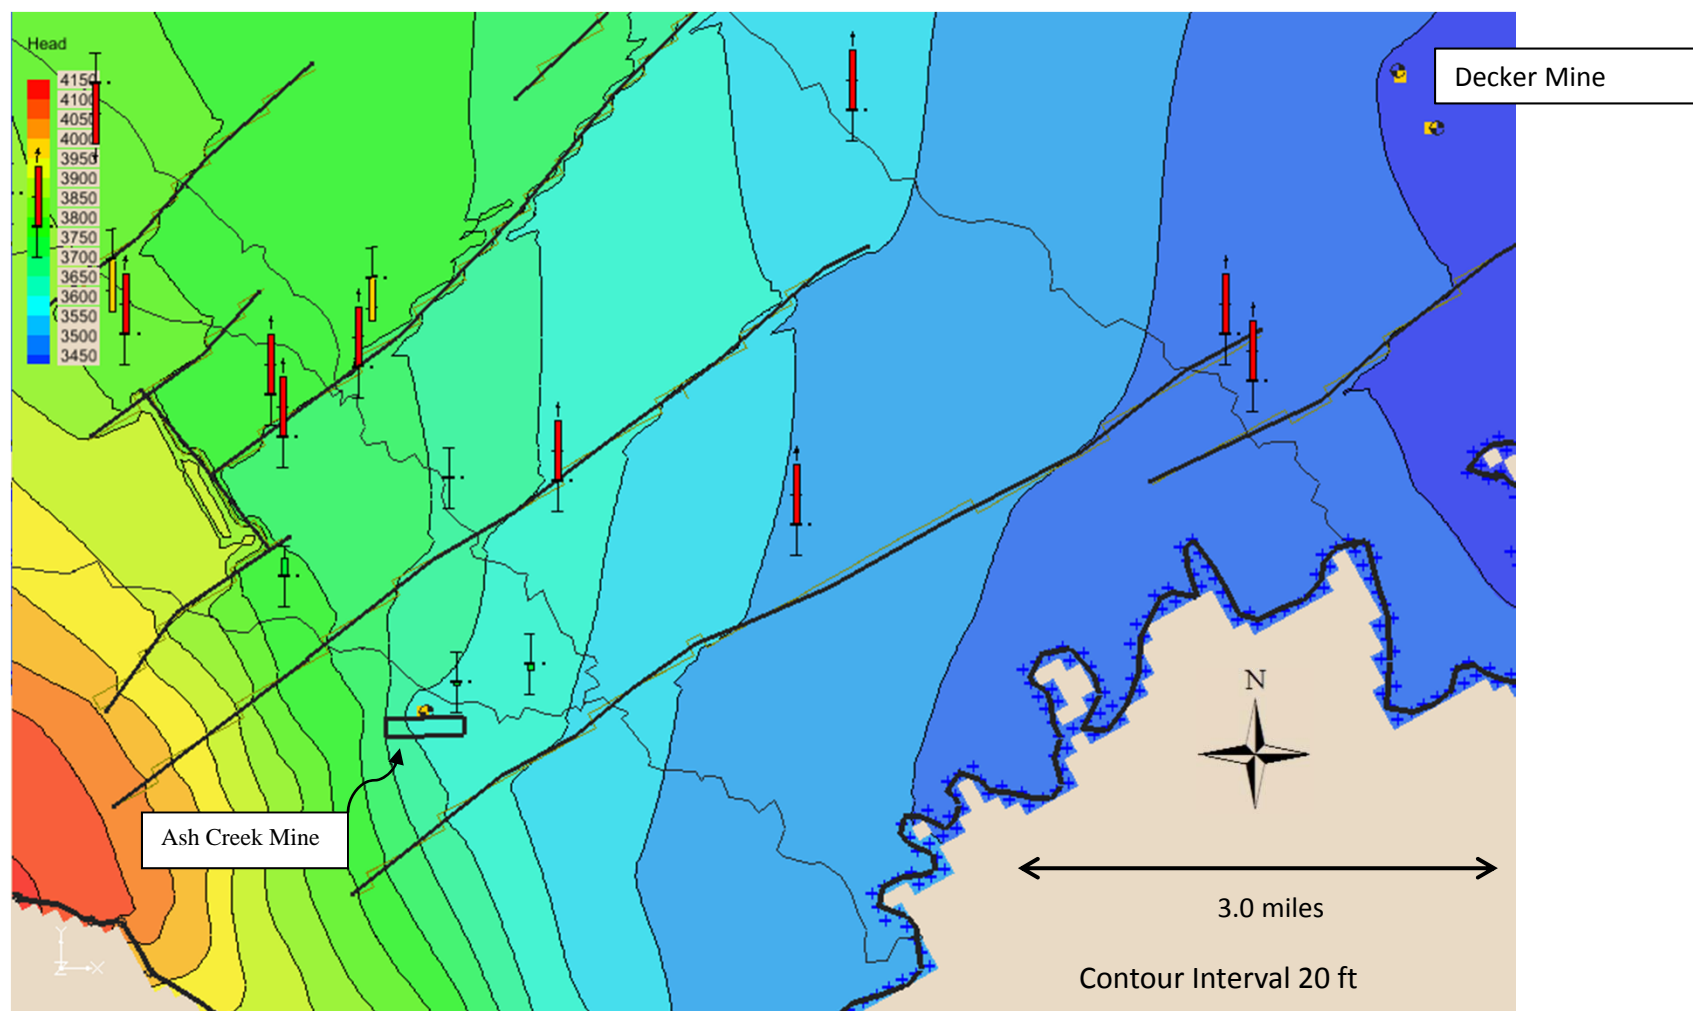 Head
4150
4100
4050
4000
3950
3900
3850
3800
3750
3700
3650
3600
3550
3500
3450
Decker Mine
Ash Creek Mine
N
3.0 miles
Contour Interval 20 ft
Y
Z X